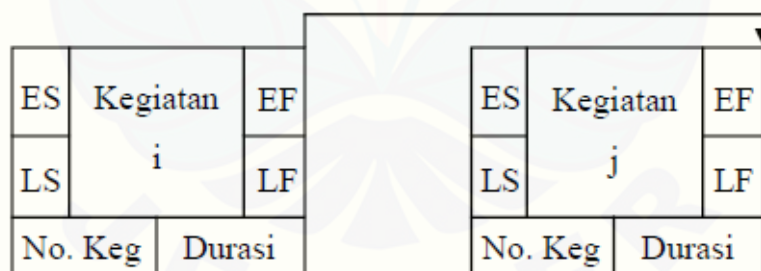 ES Kegiatan EF
i
LS LF
No. Keg Durasi
ES Kegiatan EF
j
LS LF
No. Keg Durasi